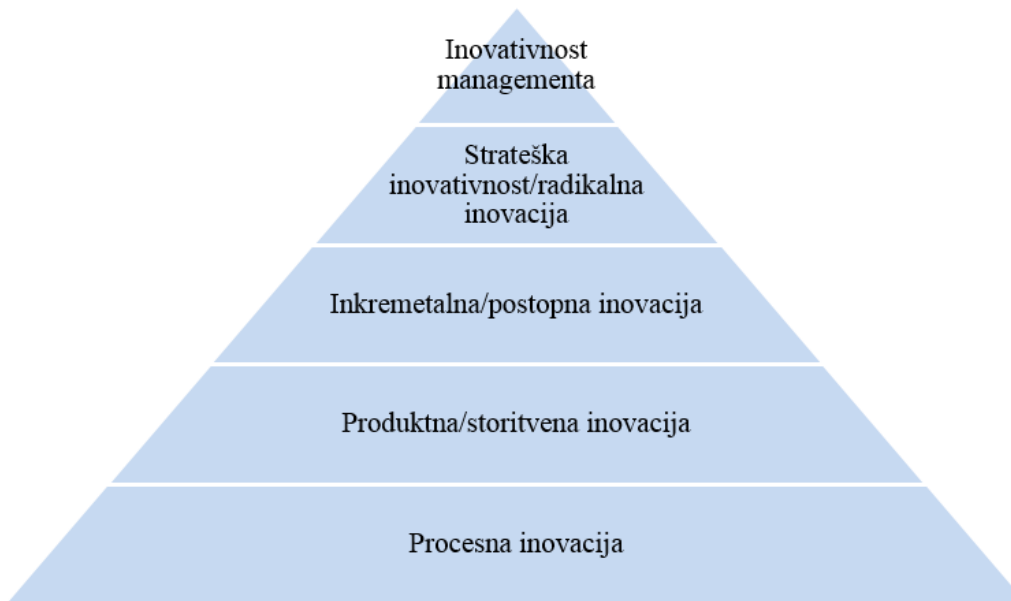 Inovativnost
managementa
Strateška
inovativnost/radikalna
inovacija
Inkremetalna/postopna inovacija
Produktna/storitvena inovacija
Procesna inovacija